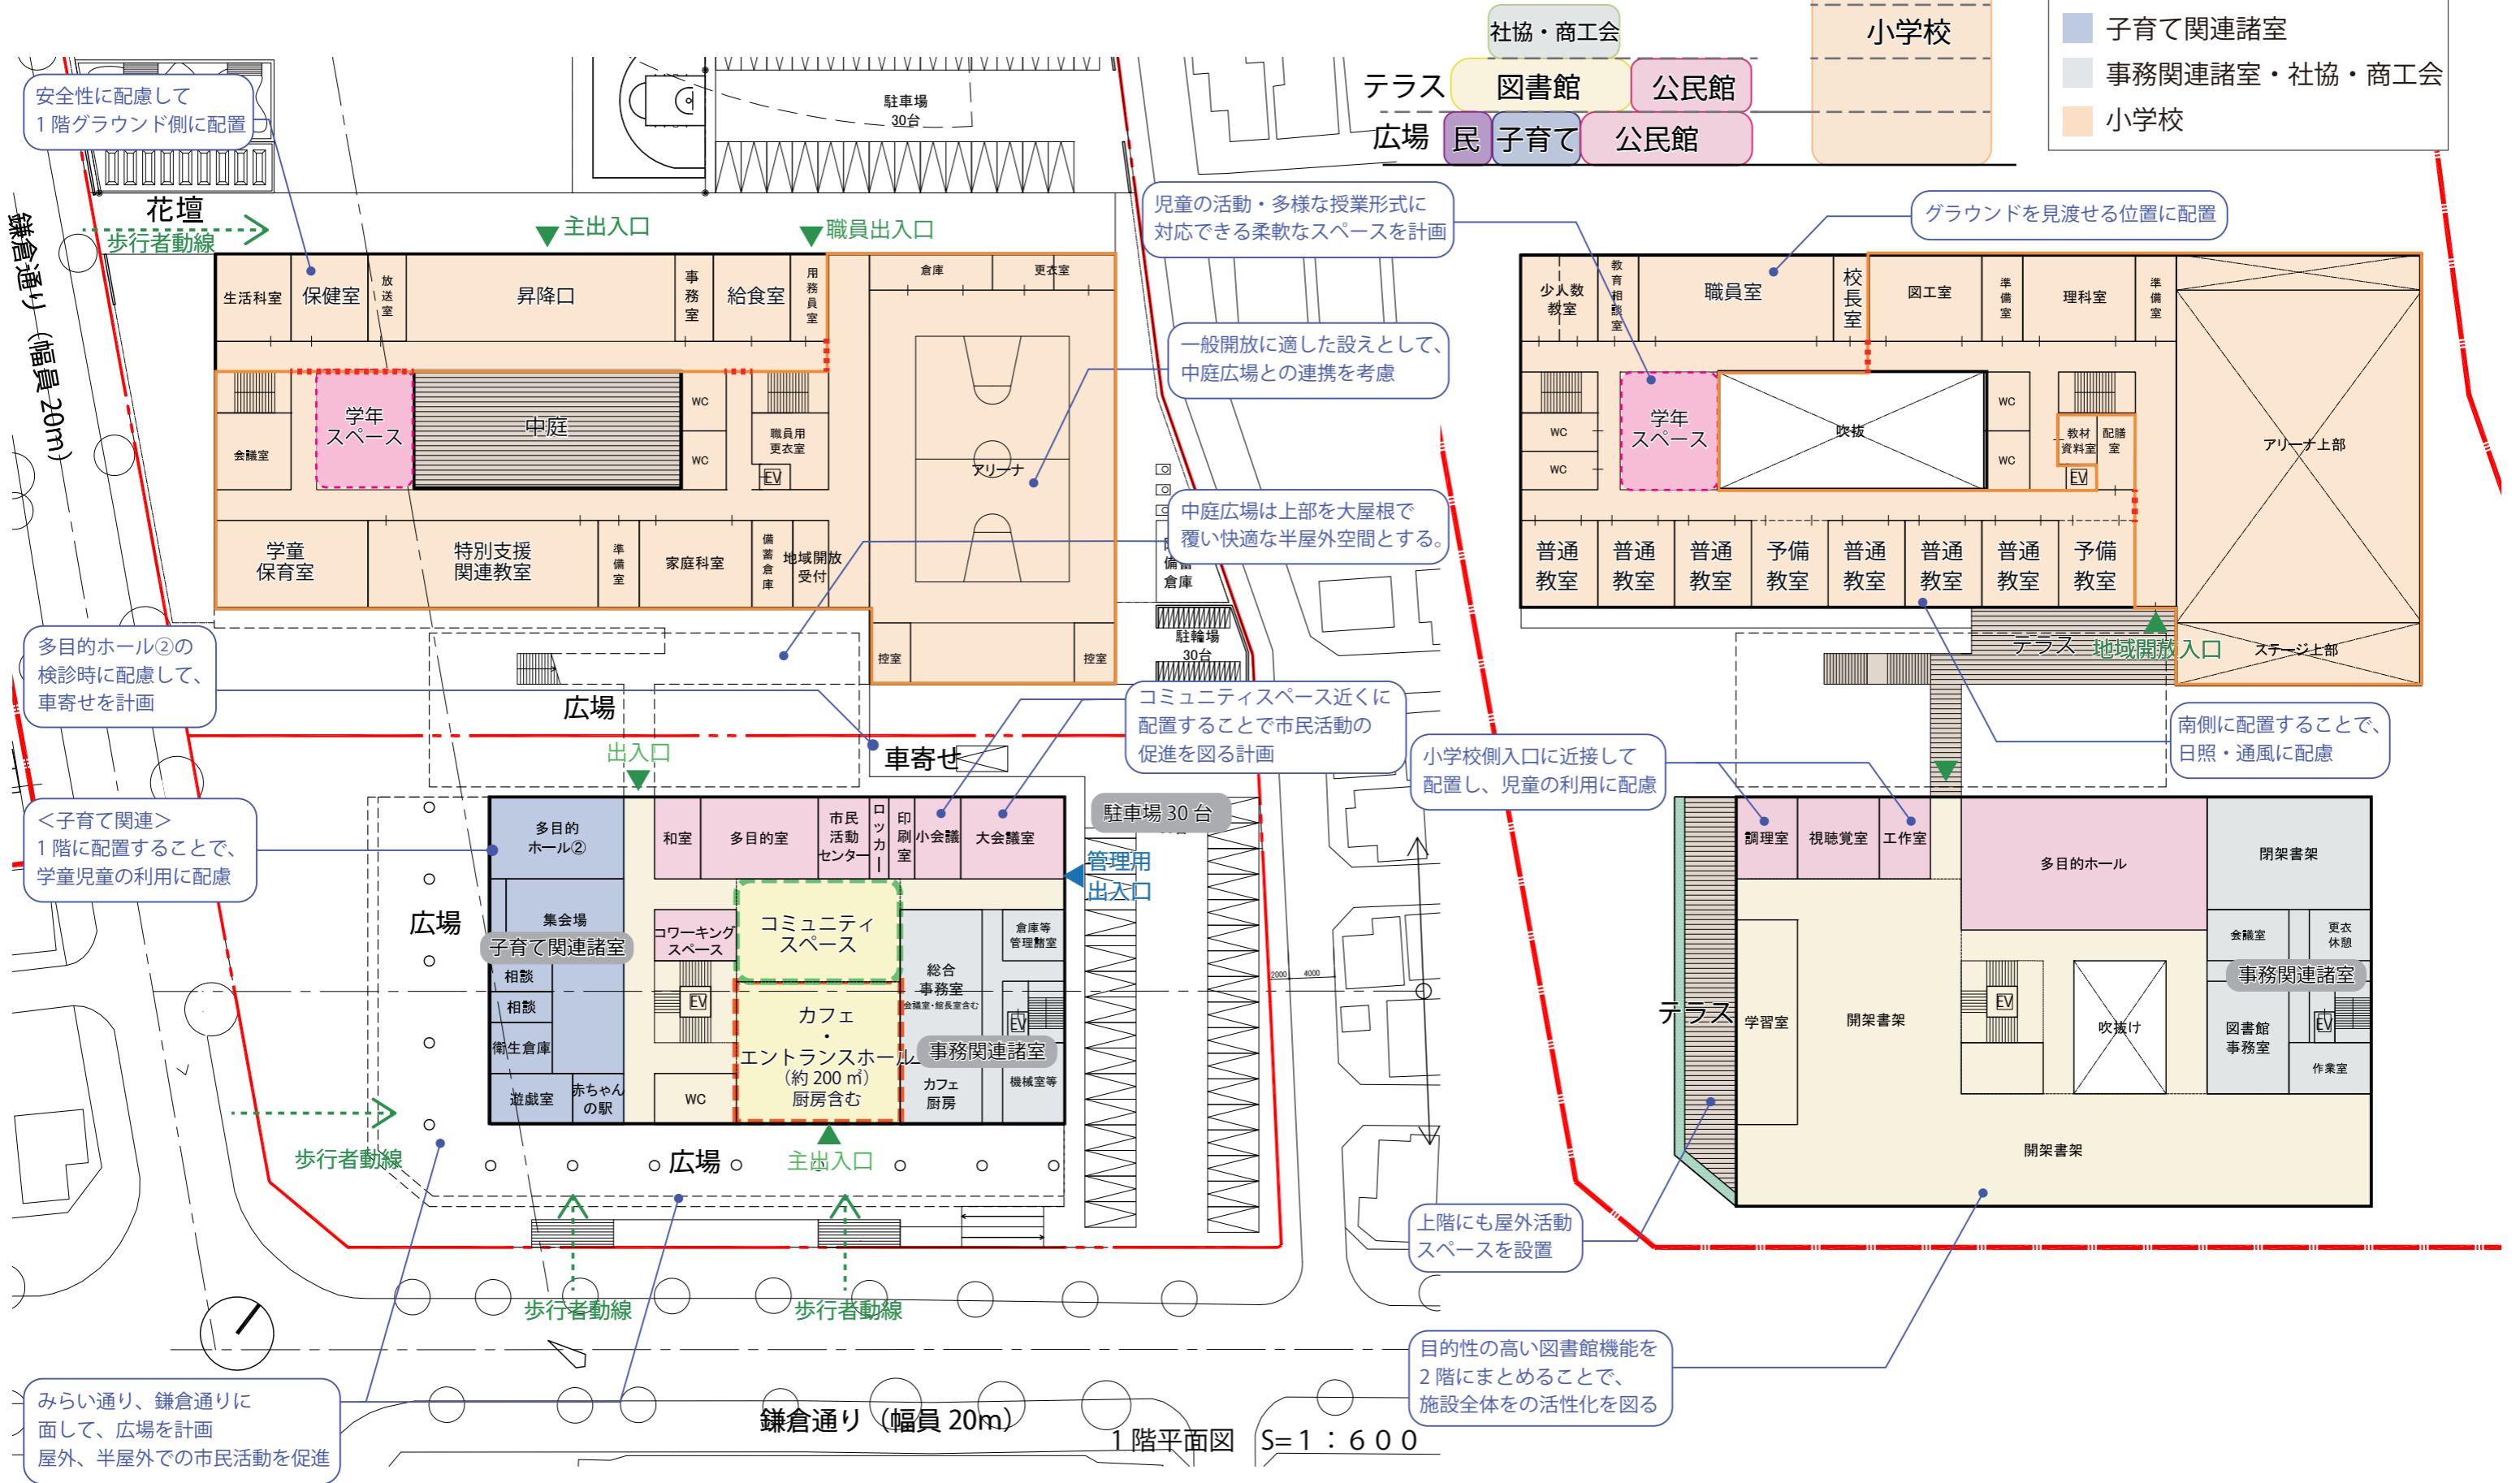 社協・商工会
テラス
図書館
公民館
広場
民
子育て
公民館
小学校
子育て関連諸室
事務関連諸室・社協・商工会
小学校
安全性に配慮して
1階グラウンド側に配置
駐車場
30台
花壇
歩行者動線
鎌倉通り（幅員 20m）
主出入口
職員出入口
生活科室
保健室
放送室
昇降口
事務室
給食室
用務員室
倉庫
更衣室
学年
スペース
中庭
WC
WC
会議室
職員用
更衣室
EV
アリーナ
学童
保育室
特別支援
関連教室
準備室
家庭科室
備蓄倉庫
地域開放
受付
控室
控室
備蓄
倉庫
駐輪場
30台
児童の活動・多様な授業形式に
対応できる柔軟なスペースを計画
グラウンドを見渡せる位置に配置
一般開放に適した設えとして、
中庭広場との連携を考慮
中庭広場は上部を大屋根で
覆い快適な半屋外空間とする。
少人数
教室
教育相談室
職員室
校長室
図工室
準備室
理科室
準備室
学年
スペース
吹抜
WC
WC
WC
WC
教材
資料室
配膳室
EV
アリーナ上部
普通
教室
普通
教室
普通
教室
予備
教室
普通
教室
普通
教室
普通
教室
予備
教室
テラス
地域開放入口
ステージ上部
多目的ホール②の
検診時に配慮して、
車寄せを計画
広場
出入口
車寄せ
コミュニティスペース近くに
配置することで市民活動の
促進を図る計画
小学校側入口に近接して
配置し、児童の利用に配慮
南側に配置することで、
日照・通風に配慮
＜子育て関連＞
1階に配置することで、
学童児童の利用に配慮
広場
多目的
ホール②
和室
多目的室
市民
活動
センター
ロッカー
印刷室
小会議
大会議室
駐車場 30 台
管理用
出入口
集会場
子育て関連諸室
相談
相談
衛生倉庫
遊戯室
赤ちゃん
の駅
コワーキング
スペース
EV
WC
コミュニティ
スペース
カフェ
・
エントランスホール
（約 200 ㎡）
厨房含む
総合
事務室
会議室・館長室含む
倉庫等
管理諸室
EV
事務関連諸室
カフェ
厨房
機械室等
2000
4000
歩行者動線
広場
主出入口
歩行者動線
歩行者動線
調理室
視聴覚室
工作室
多目的ホール
閉架書架
会議室
更衣
休憩
事務関連諸室
テラス
学習室
開架書架
EV
吹抜け
図書館
事務室
EV
作業室
開架書架
上階にも屋外活動
スペースを設置
目的性の高い図書館機能を
2階にまとめることで、
施設全体をの活性化を図る
みらい通り、鎌倉通りに
面して、広場を計画
屋外、半屋外での市民活動を促進
鎌倉通り（幅員 20m）
1階平面図 S=1：600